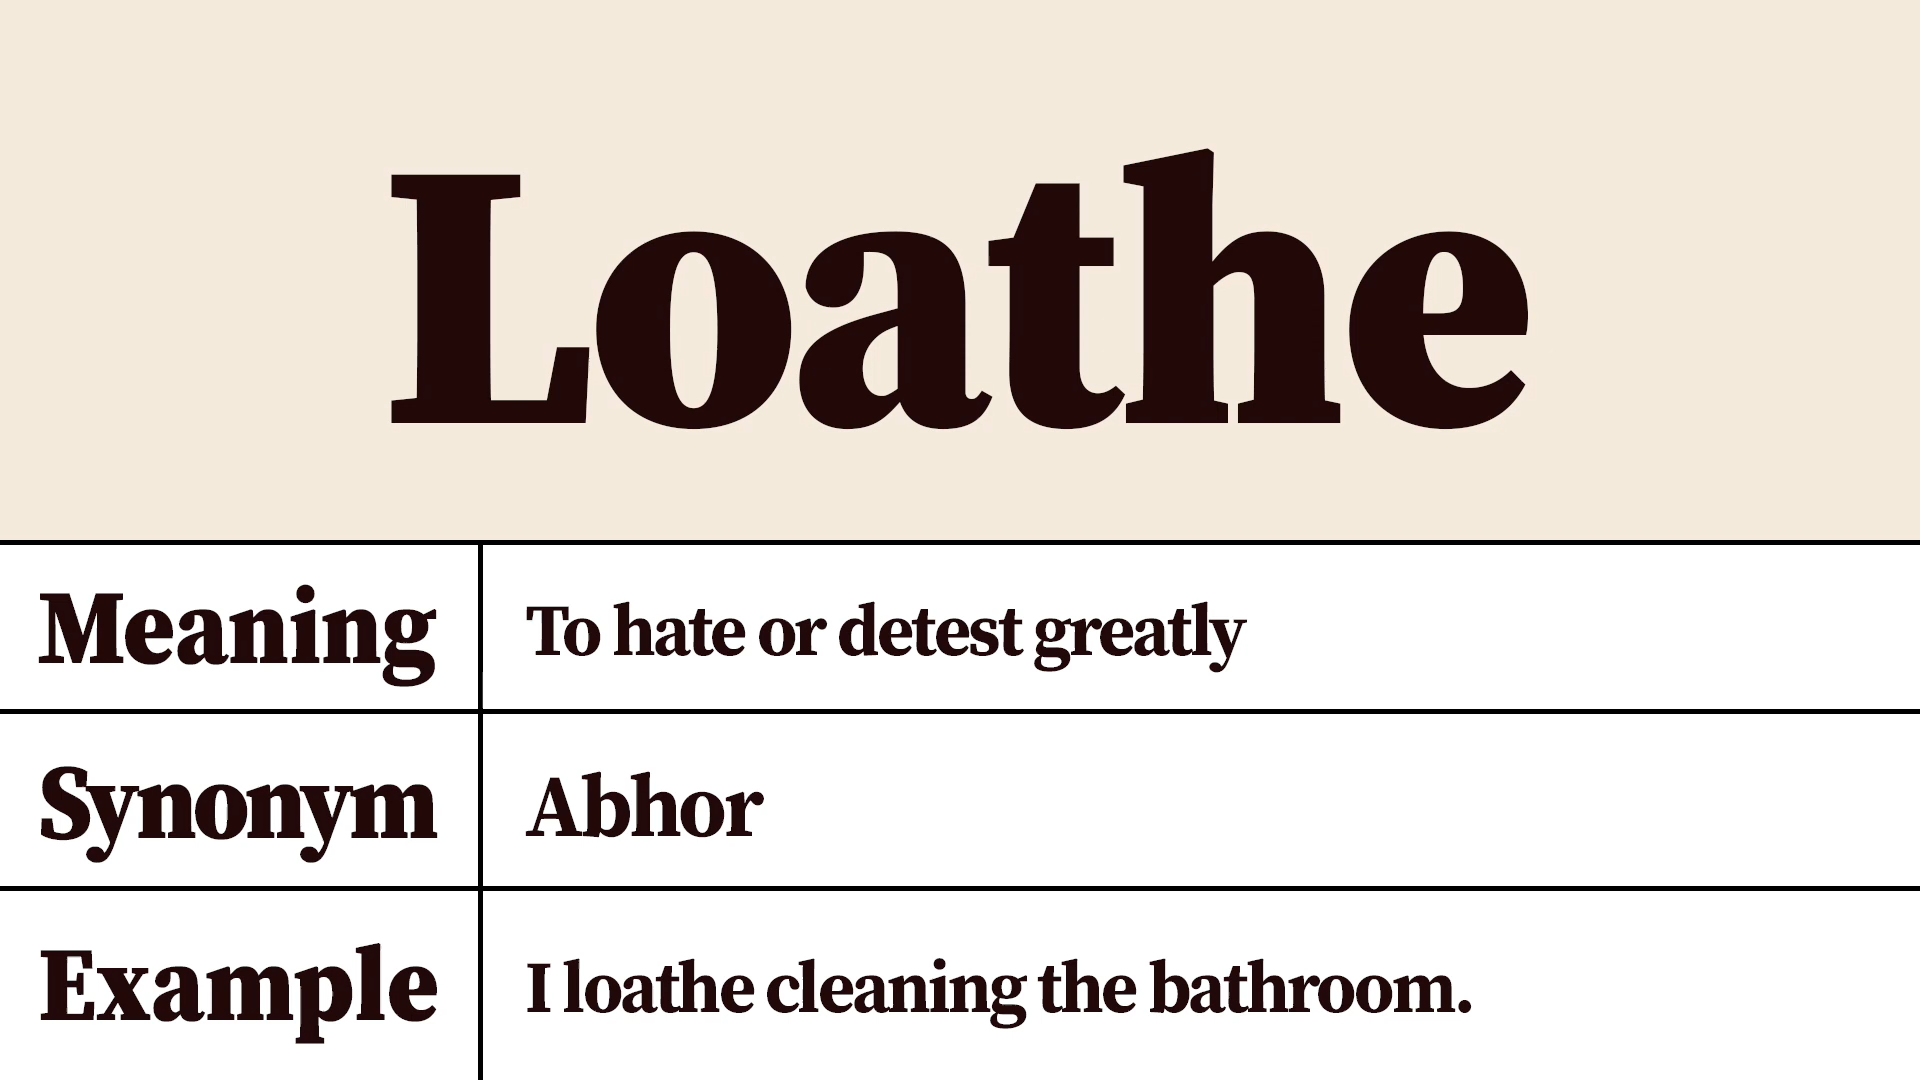 Loathe
Meaning To hate or detest greatly
Synonym Abhor
Example I loathe cleaning the bathroom.